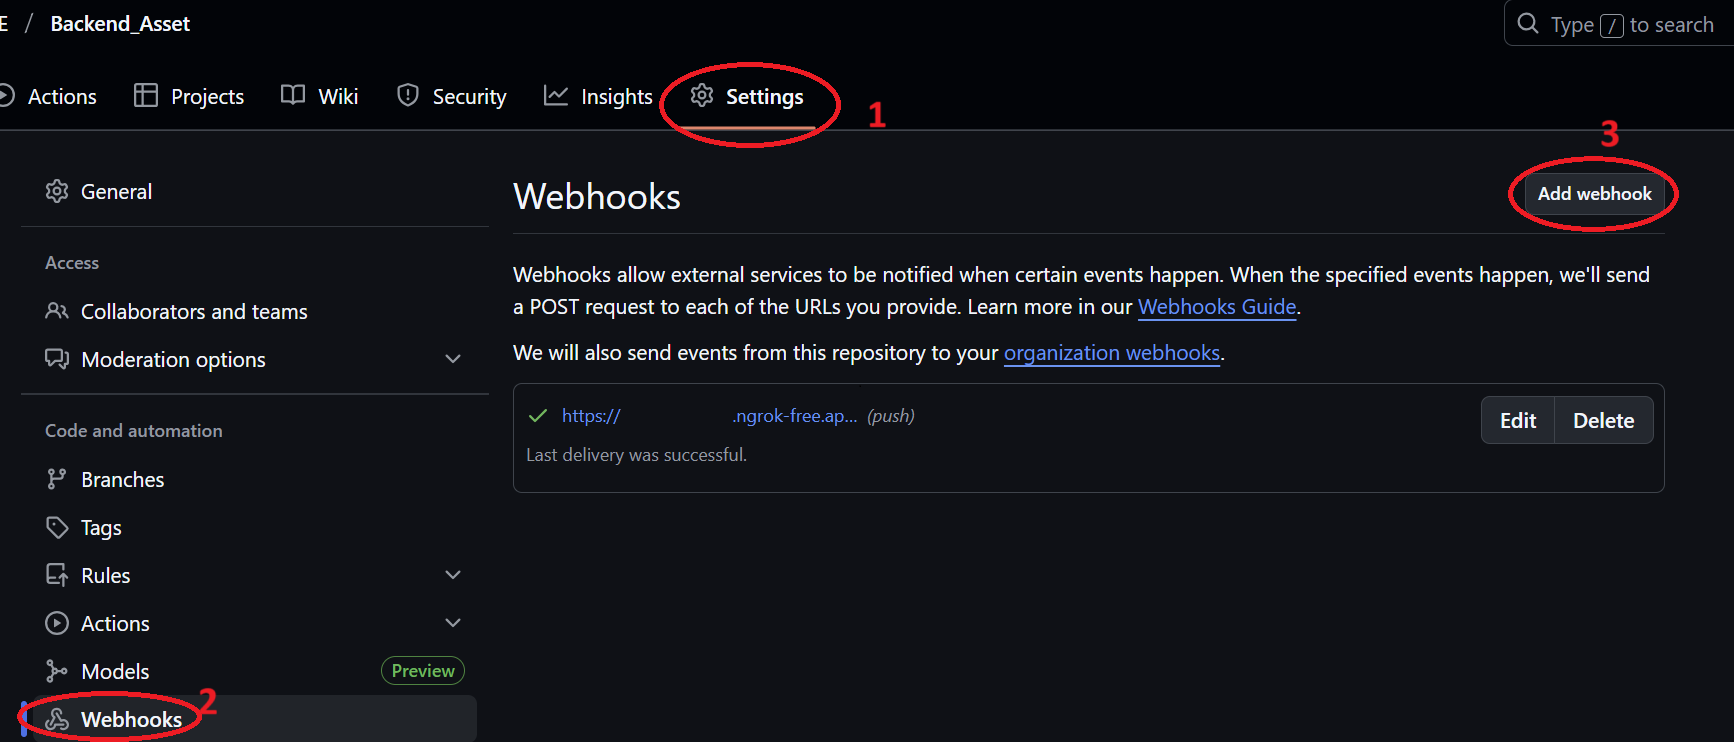 E / Backend_Asset
Type / to search
Actions Projects Wiki Security Insights Settings
1
3
General
Webhooks
Add webhook
Access
Collaborators and teams
Moderation options
Webhooks allow external services to be notified when certain events happen. When the specified events happen, we'll send
a POST request to each of the URLs you provide. Learn more in our Webhooks Guide.
We will also send events from this repository to your organization webhooks.
https:// .ngrok-free.ap... (push)
Edit Delete
Last delivery was successful.
Code and automation
Branches
Tags
Rules
Actions
Models Preview
Webhooks
2